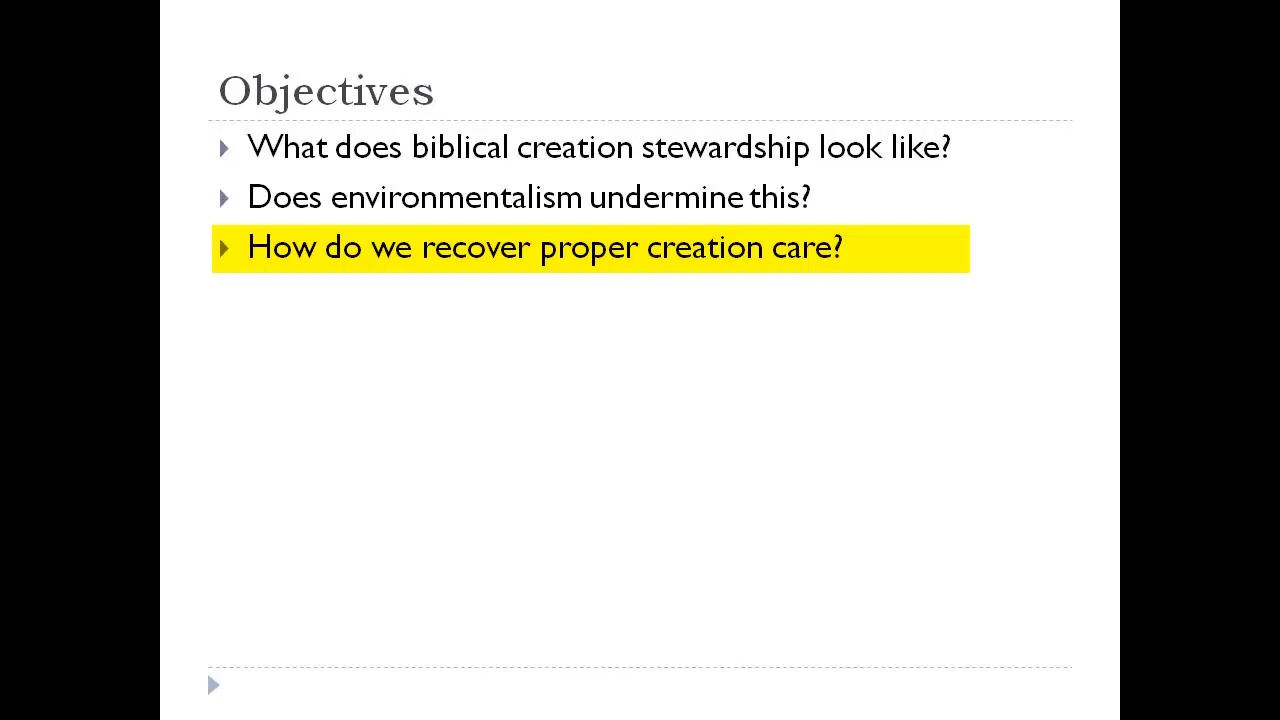 Objectives
What does biblical creation stewardship look like?
Does environmentalism undermine this?
How do we recover proper creation care?